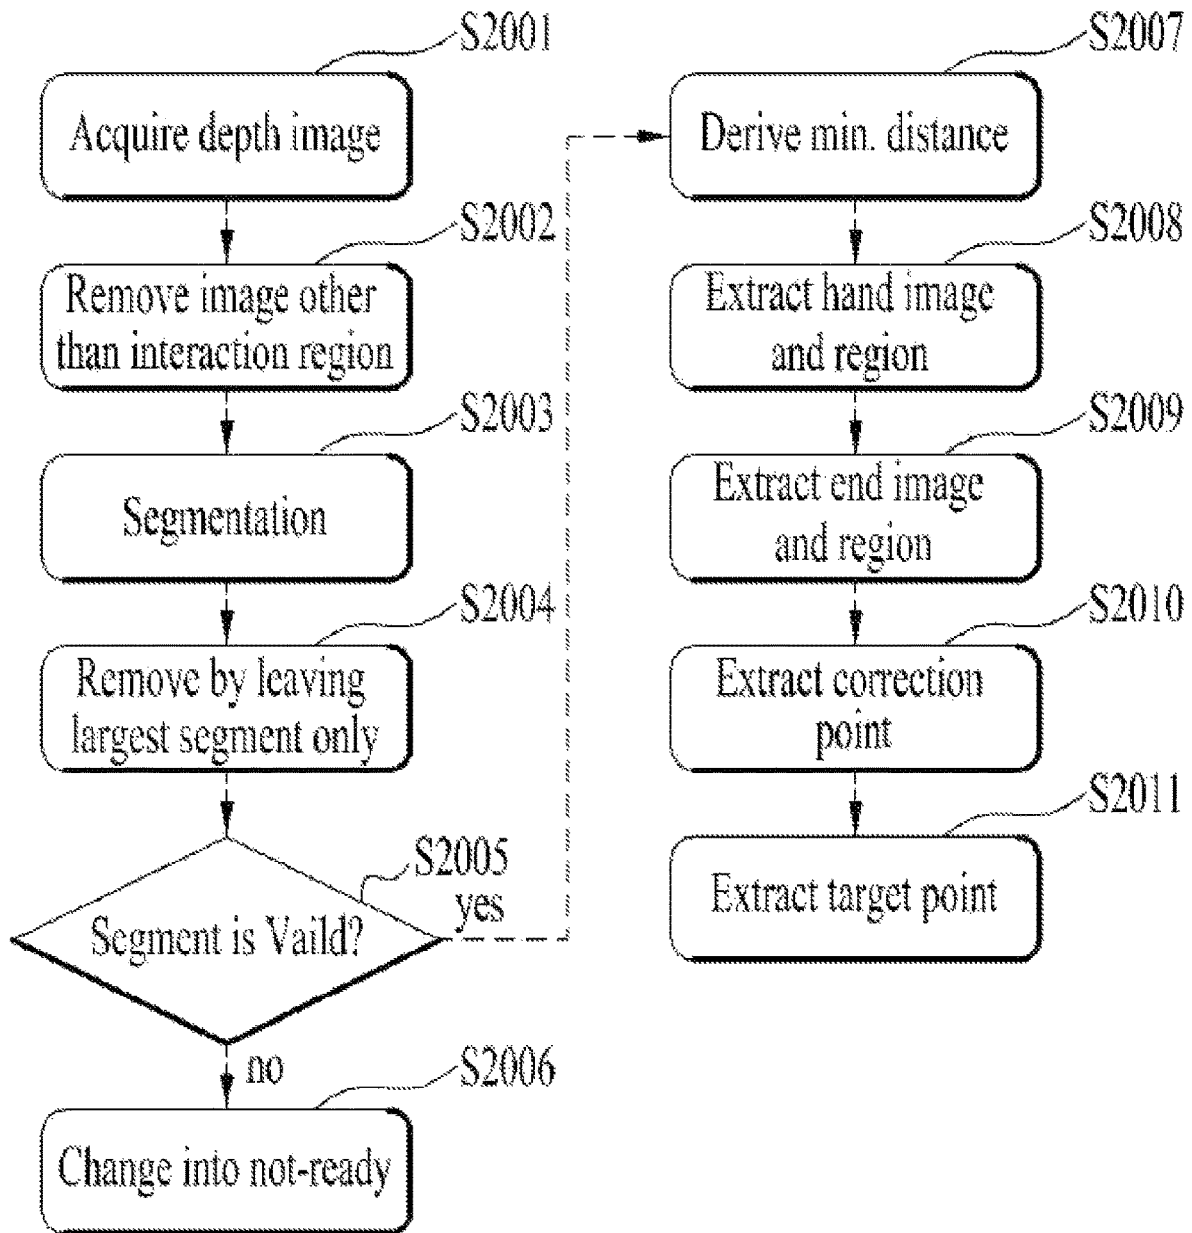 S2001
Acquire depth image
S2002
Remove image other
than interaction region
S2003
Segmentation
S2004
Remove by leaving
largest segment only
S2005
Segment is Vaild?
yes
no
S2006
Change into not-ready
S2007
Derive min. distance
S2008
Extract hand image
and region
S2009
Extract end image
and region
S2010
Extract correction
point
S2011
Extract target point